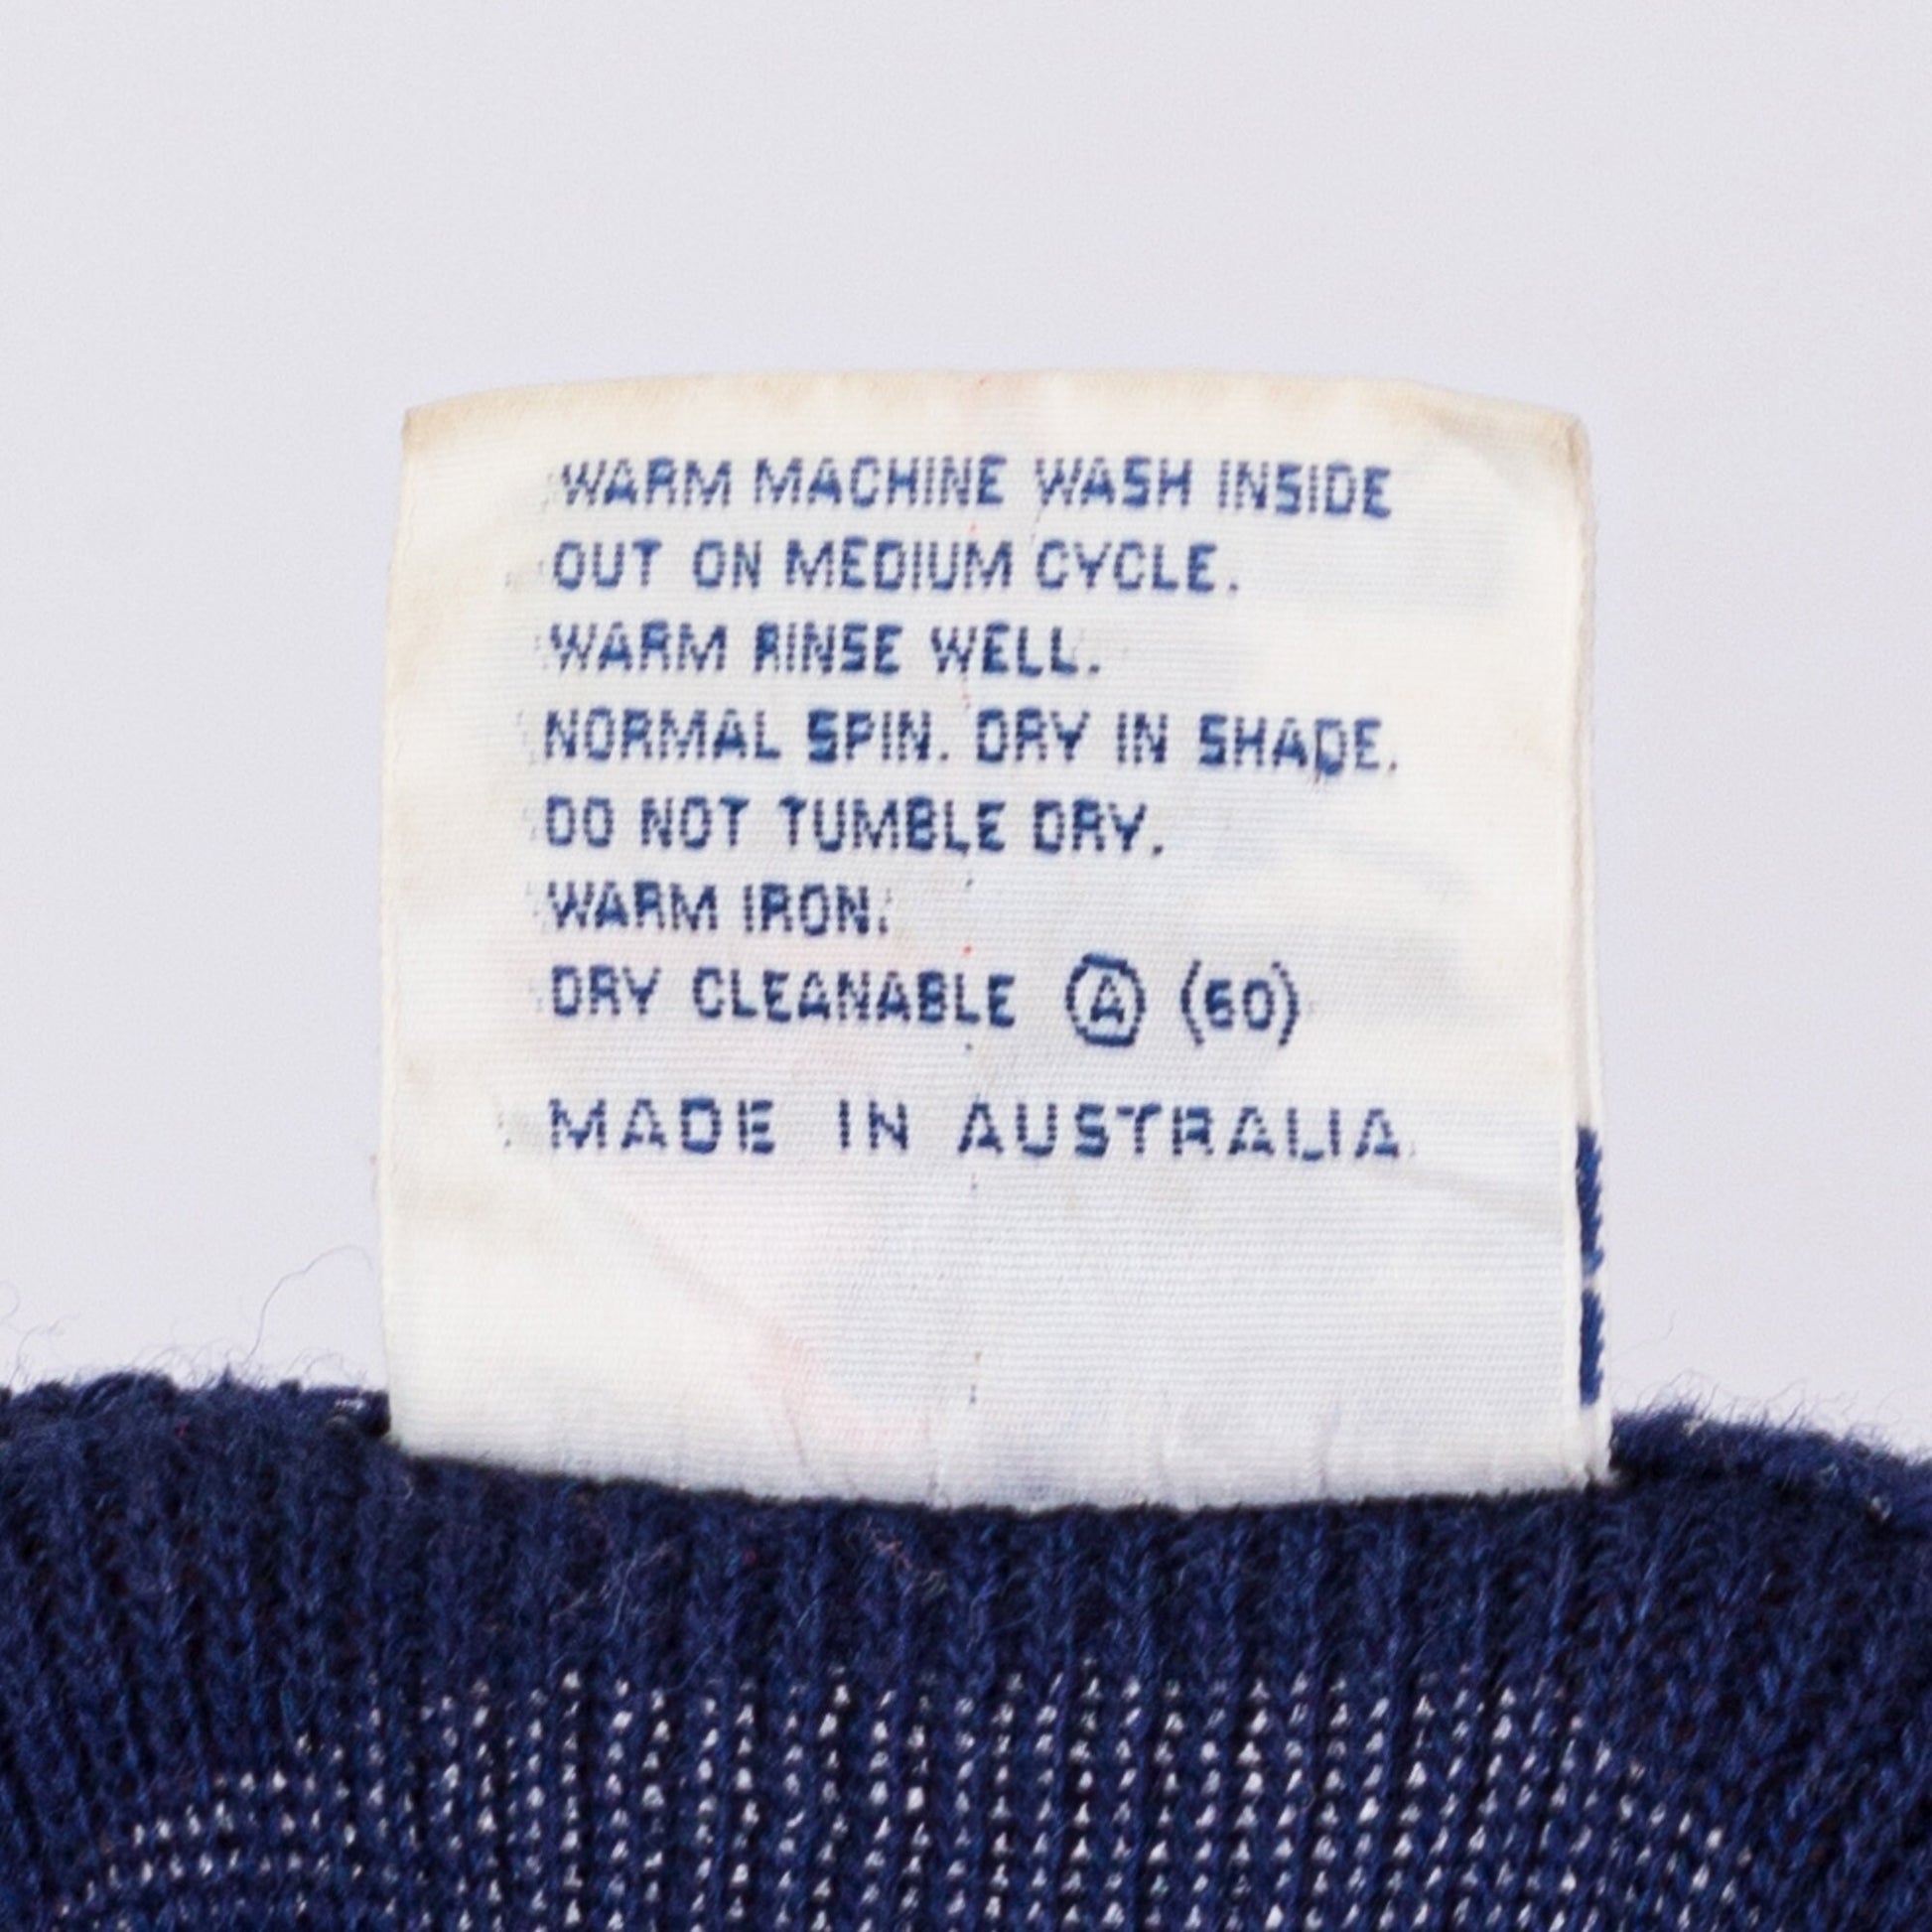 WARM MACHINE WASH INSIDE
OUT ON MEDIUM CYCLE.
WARM RINSE WELL.
NORMAL SPIN. DRY IN SHADE.
DO NOT TUMBLE DRY.
WARM IRON.
DRY CLEANABLE Ⓐ (60)
MADE IN AUSTRALIA